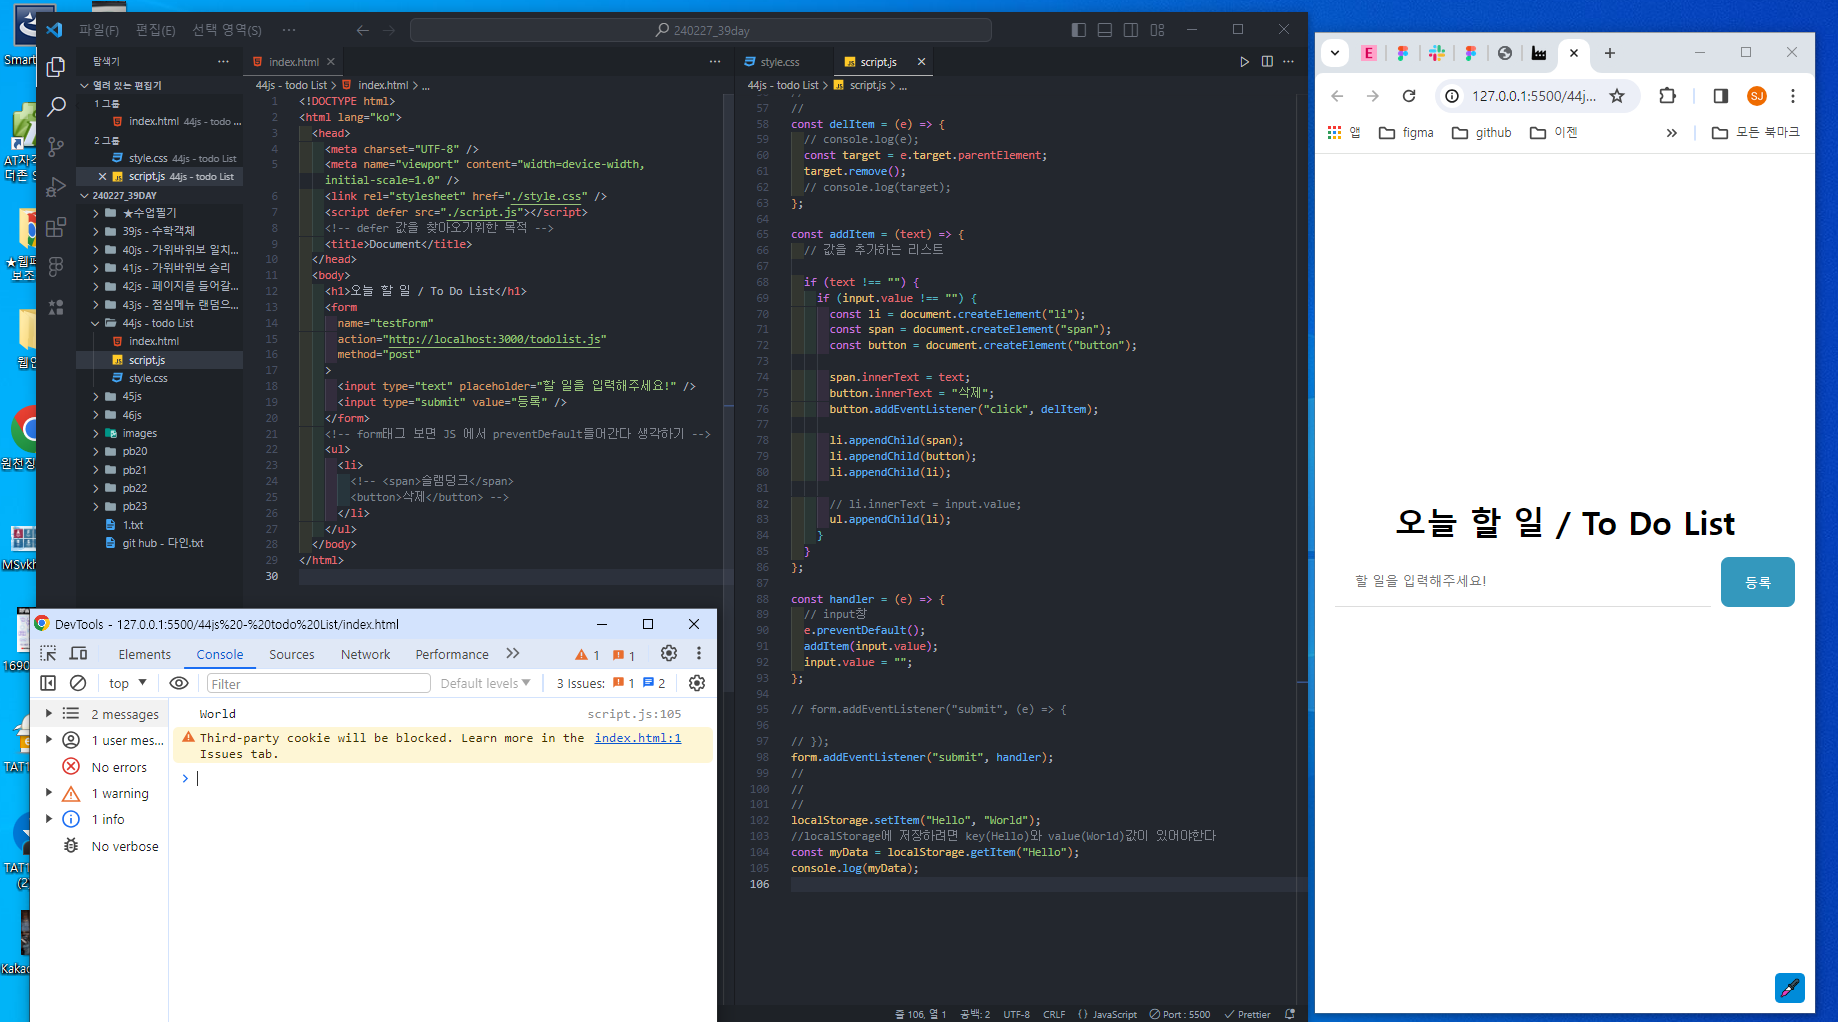 파일(F) 편집(E) 선택 영역(S) ···
240227_39day
탐색기
열려 있는 편집기
1 그룹
index.html 44js - todo ...
2 그룹
style.css 44js - todo List
script.js 44js - todo List
240227_39DAY
★수업필기
39js - 수학객체
40js - 가위바위보 일치...
41js - 가위바위보 승리
42js - 페이지를 들어갈...
43js - 점심메뉴 랜덤으...
44js - todo List
index.html
script.js
style.css
45js
46js
images
pb20
pb21
pb22
pb23
1.txt
git hub - 다인.txt
index.html
44js - todo List > index.html > ...
1 <!DOCTYPE html>
2 <html lang="ko">
3 <head>
4 <meta charset="UTF-8" />
5 <meta name="viewport" content="width=device-width,
initial-scale=1.0" />
6 <link rel="stylesheet" href="./style.css" />
7 <script defer src="./script.js"></script>
8 <!-- defer 값을 찾아오기위한 목적 -->
9 <title>Document</title>
10 </head>
11 <body>
12 <h1>오늘 할 일 / To Do List</h1>
13 <form
14 name="testForm"
15 action="http://localhost:3000/todolist.js"
16 method="post"
17 >
18 <input type="text" placeholder="할 일을 입력해주세요!" />
19 <input type="submit" value="등록" />
20 </form>
21 <!-- form태그 보면 JS 에서 preventDefault들어간다 생각하기 -->
22 <ul>
23 <li>
24 <!-- <span>슬램덩크</span>
25 <button>삭제</button> -->
26 </li>
27 </ul>
28 </body>
29 </html>
30
style.css script.js
44js - todo List > script.js > ...
57 //
58 const delItem = (e) => {
59 // console.log(e);
60 const target = e.target.parentElement;
61 target.remove();
62 // console.log(target);
63 };
64
65 const addItem = (text) => {
66 // 값을 추가하는 리스트
67
68 if (text !== "") {
69 if (input.value !== "") {
70 const li = document.createElement("li");
71 const span = document.createElement("span");
72 const button = document.createElement("button");
73
74 span.innerText = text;
75 button.innerText = "삭제";
76 button.addEventListener("click", delItem);
77
78 li.appendChild(span);
79 li.appendChild(button);
80 li.appendChild(li);
81
82 // li.innerText = input.value;
83 ul.appendChild(li);
84 }
85 }
86 };
87
88 const handler = (e) => {
89 // input창
90 e.preventDefault();
91 addItem(input.value);
92 input.value = "";
93 };
94
95 // form.addEventListener("submit", (e) => {
96
97 // });
98 form.addEventListener("submit", handler);
99 //
100 //
101 //
102 localStorage.setItem("Hello", "World");
103 //localStorage에 저장하려면 key(Hello)와 value(World)값이 있어야한다
104 const myData = localStorage.getItem("Hello");
105 console.log(myData);
106
줄 106, 열 1 공백: 2 UTF-8 CRLF {} JavaScript Port : 5500 Prettier
DevTools - 127.0.0.1:5500/44js%20-%20todo%20List/index.html
Elements Console Sources Network Performance 1 1
top Filter Default levels 3 Issues: 1 2
2 messages
1 user mes...
No errors
1 warning
1 info
No verbose
World script.js:105
Third-party cookie will be blocked. Learn more in the index.html:1
Issues tab.
E
127.0.0.1:5500/44j... SJ
앱 figma github 이젠 모든 북마크
오늘 할 일 / To Do List
할 일을 입력해주세요! 등록
Smart
MSvkh
1690
TAT1
TAT1
(2)
Kaka